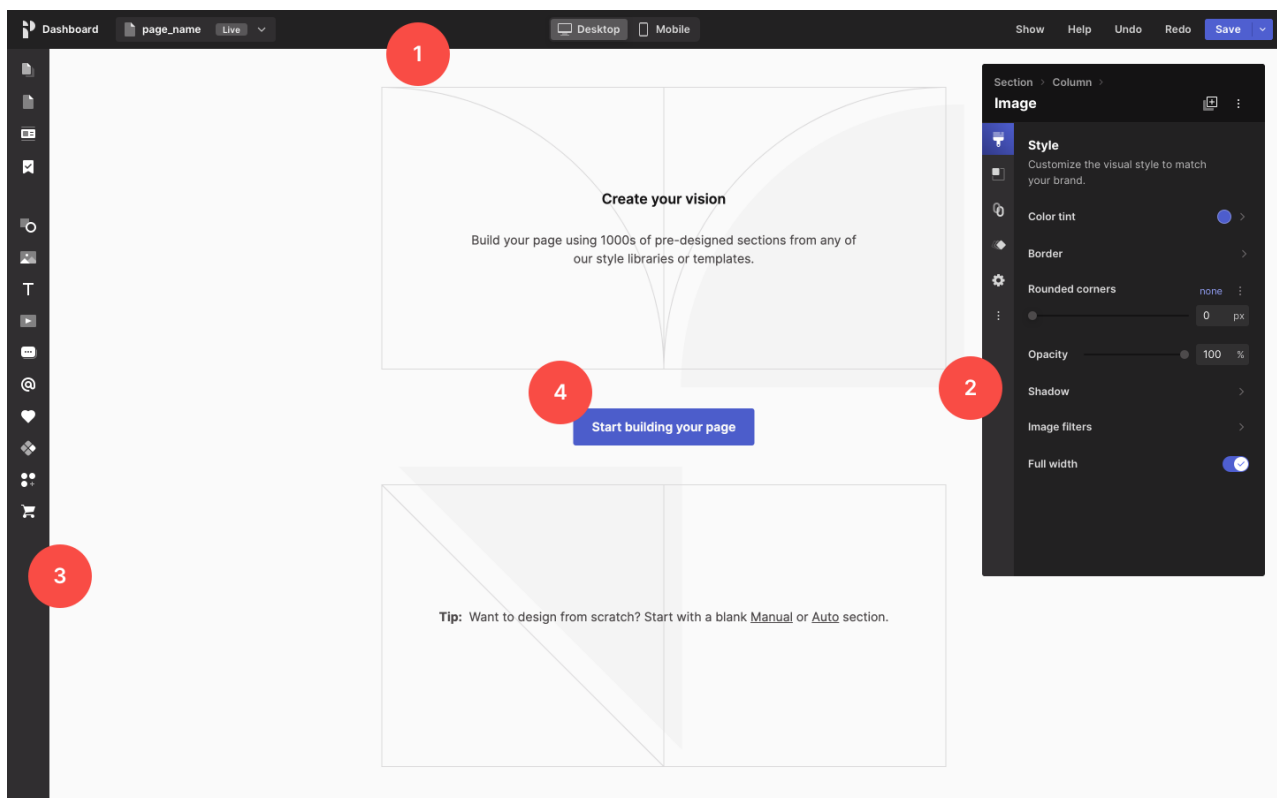 Dashboard
page_name Live
Desktop
Mobile
Show Help Undo Redo Save
1
Section > Column >
Image
Style
Customize the visual style to match
your brand.
Color tint
Border
Rounded corners none
0 px
Opacity 100 %
Shadow
Image filters
Full width
2
Create your vision
Build your page using 1000s of pre-designed sections from any of
our style libraries or templates.
4
Start building your page
3
Tip: Want to design from scratch? Start with a blank Manual or Auto section.